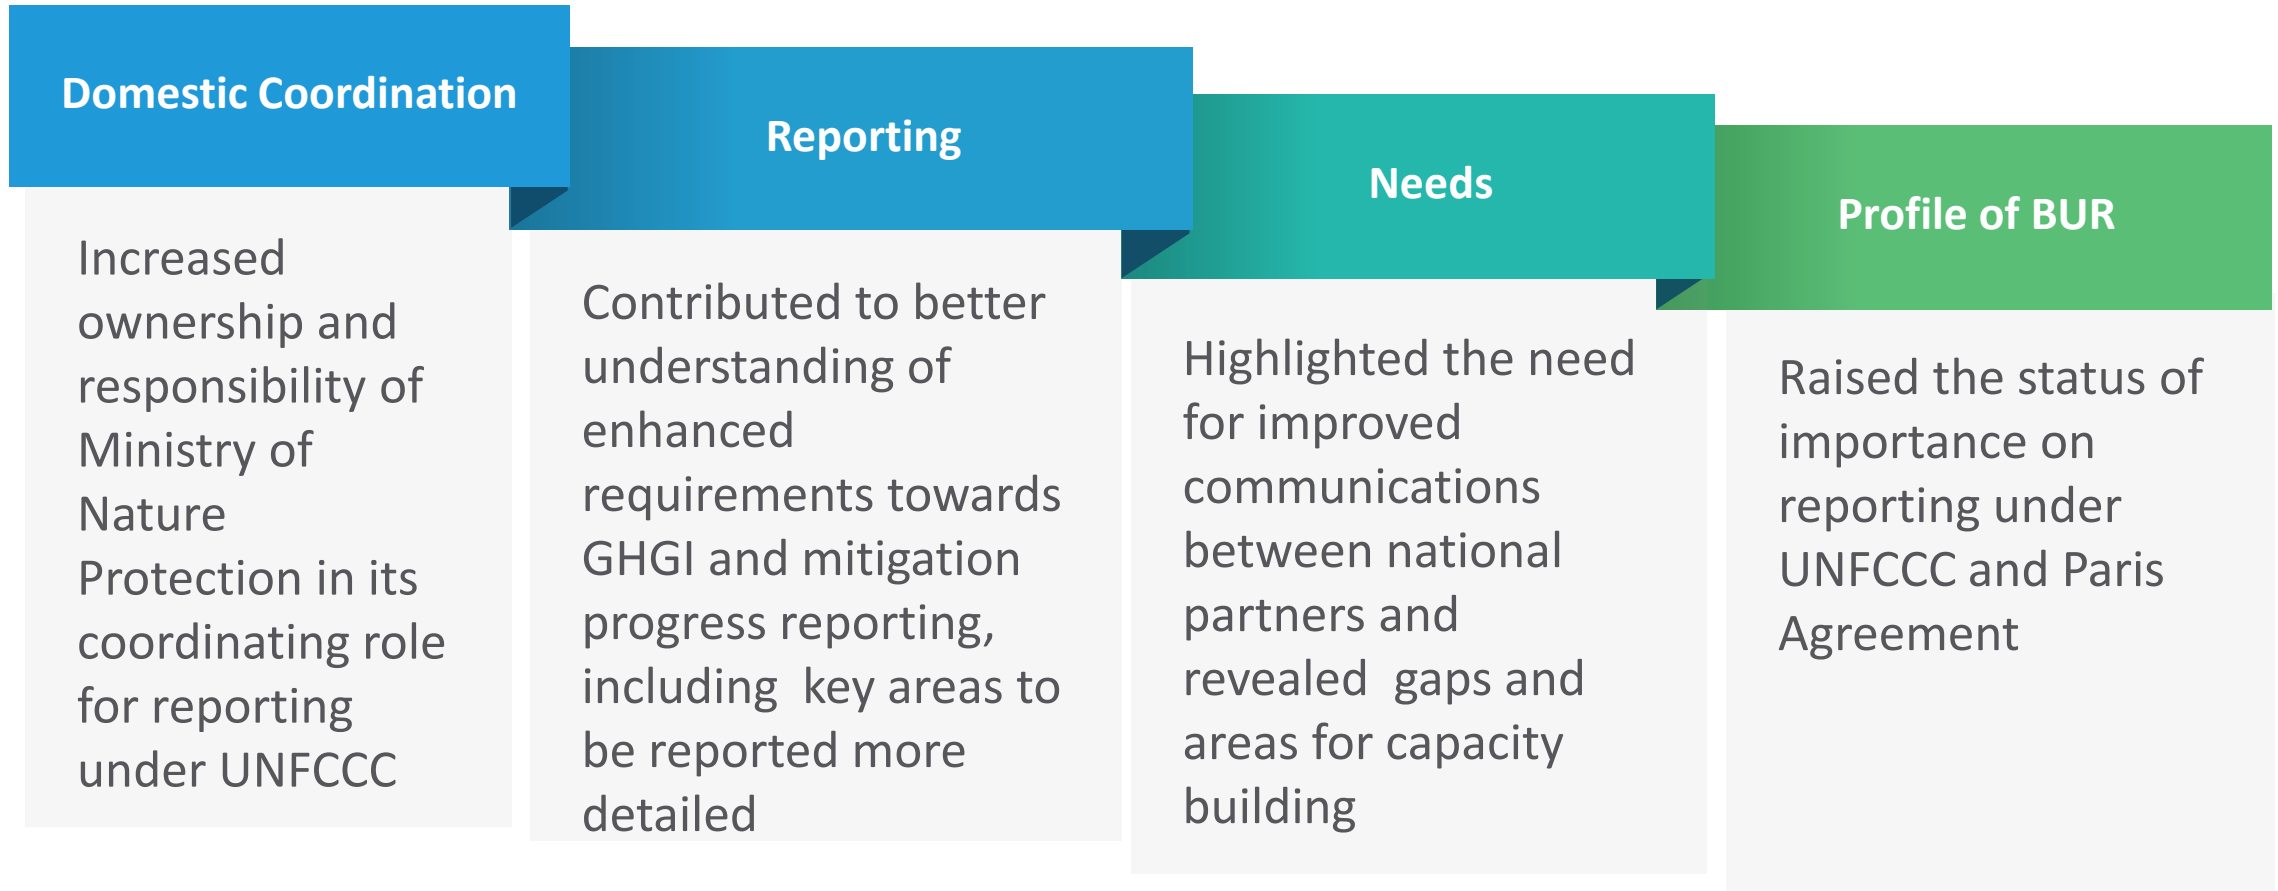 Domestic Coordination
Increased
ownership and
responsibility of
Ministry of
Nature
Protection in its
coordinating role
for reporting
under UNFCCC
Reporting
Contributed to better
understanding of
enhanced
requirements towards
GHGI and mitigation
progress reporting,
including  key areas to
be reported more
detailed
Needs
Highlighted the need
for improved
communications
between national
partners and
revealed  gaps and
areas for capacity
building
Profile of BUR
Raised the status of
importance on
reporting under
UNFCCC and Paris
Agreement